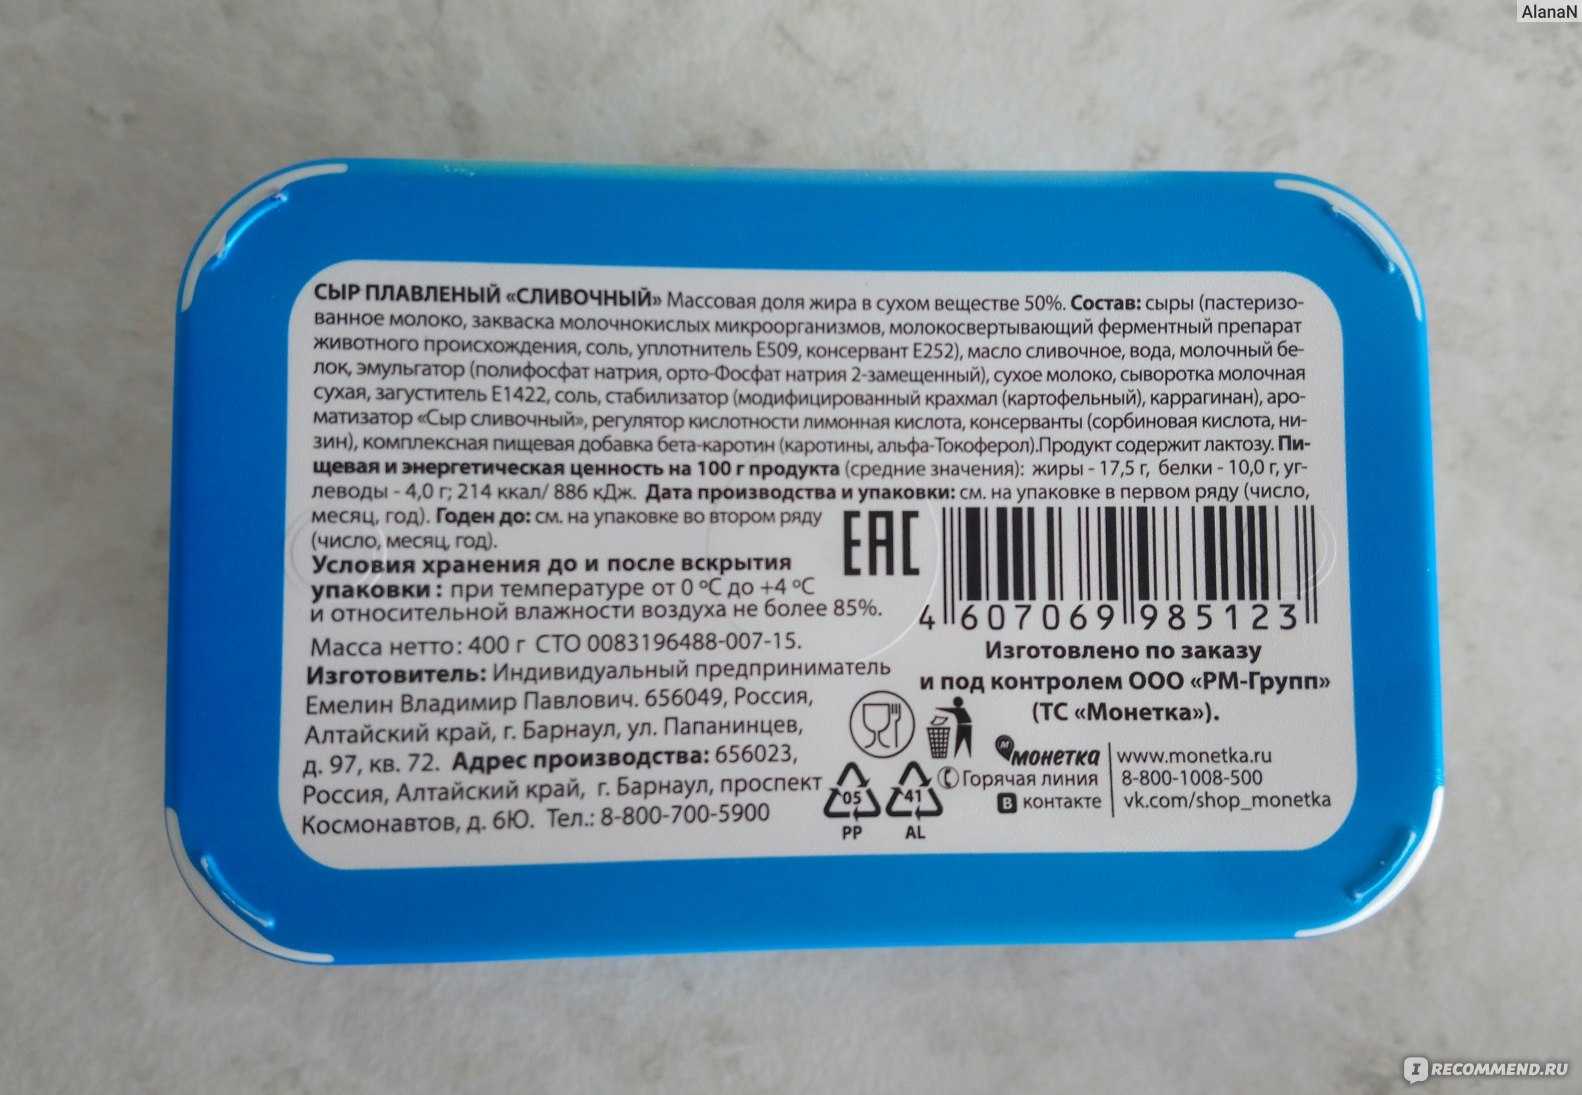 AlanaN
СЫР ПЛАВЛЕНЫЙ «СЛИВОЧНЫЙ» Массовая доля жира в сухом веществе 50%. Состав: сыры (пастеризо-
ванное молоко, закваска молочнокислых микроорганизмов, молокосвертывающий ферментный препарат
животного происхождения, соль, уплотнитель Е509, консервант Е252), масло сливочное, вода, молочный бе-
лок, эмульгатор (полифосфат натрия, орто-Фосфат натрия 2-замещенный), сухое молоко, сыворотка молочная
сухая, загуститель Е1422, соль, стабилизатор (модифицированный крахмал (картофельный), каррагинан), аро-
матизатор «Сыр сливочный», регулятор кислотности лимонная кислота, консерванты (сорбиновая кислота, ни-
зин), комплексная пищевая добавка бета-каротин (каротины, альфа-Токоферол).Продукт содержит лактозу. Пи-
щевая и энергетическая ценность на 100 г продукта (средние значения): жиры - 17,5 г, белки - 10,0 г, уг-
леводы - 4,0 г; 214 ккал/ 886 кДж. Дата производства и упаковки: см. на упаковке в первом ряду (число,
месяц, год). Годен до: см. на упаковке во втором ряду
(число, месяц, год).
Условия хранения до и после вскрытия
упаковки : при температуре от 0 °С до +4 °С
и относительной влажности воздуха не более 85%.
Масса нетто: 400 г СТО 0083196488-007-15.
Изготовитель: Индивидуальный предприниматель
Емелин Владимир Павлович. 656049, Россия,
Алтайский край, г. Барнаул, ул. Папанинцев,
д. 97, кв. 72. Адрес производства: 656023,
Россия, Алтайский край, г. Барнаул, проспект
Космонавтов, д. 6Ю. Тел.: 8-800-700-5900
ЕАС
4 607069 985123
Изготовлено по заказу
и под контролем ООО «РМ-Групп»
(ТС «Монетка»).
05
PP
41
AL
М МОНЕТКА
Горячая линия
В контакте
www.monetka.ru
8-800-1008-500
vk.com/shop_monetka
IRECOMMEND.RU